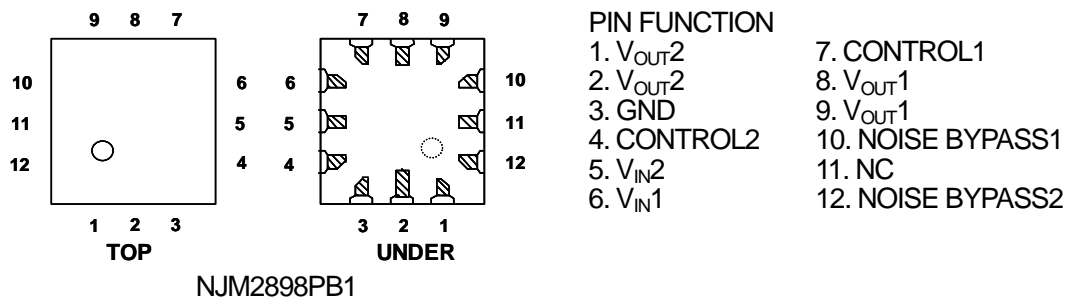 9 8 7
10 6
11 5
12 4
1 2 3
TOP
7 8 9
6 10
5 11
4 12
3 2 1
UNDER
NJM2898PB1
PIN FUNCTION
1. VOUT2
2. VOUT2
3. GND
4. CONTROL2
5. VIN2
6. VIN1
7. CONTROL1
8. VOUT1
9. VOUT1
10. NOISE BYPASS1
11. NC
12. NOISE BYPASS2